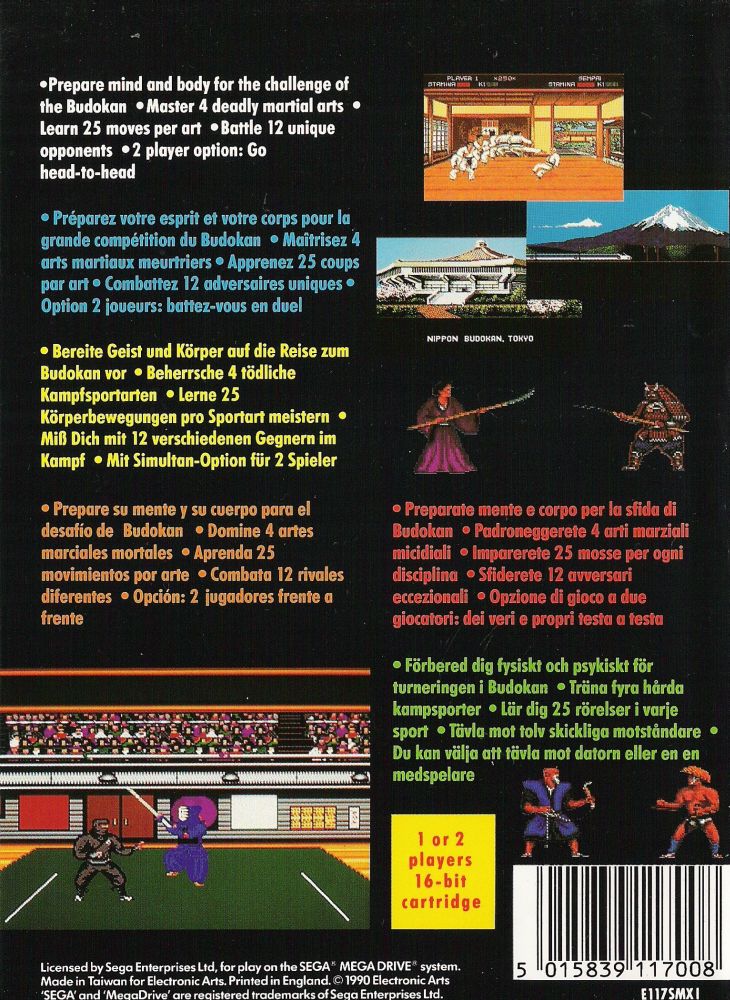 •Prepare mind and body for the challenge of
the Budokan •Master 4 deadly martial arts •
Learn 25 moves per art •Battle 12 unique
opponents •2 player option: Go
head-to-head
PLAYER 1 ×250× SEMPAI
STAMINA KI STAMINA KI
• Préparez votre esprit et votre corps pour la
grande compétition du Budokan • Maîtrisez 4
arts martiaux meurtriers • Apprenez 25 coups
par art • Combattez 12 adversaires uniques •
Option 2 joueurs: battez-vous en duel
NIPPON BUDOKAN, TOKYO
• Bereite Geist und Körper auf die Reise zum
Budokan vor • Beherrsche 4 tödliche
Kampfsportarten • Lerne 25
Körperbewegungen pro Sportart meistern •
Miß Dich mit 12 verschiedenen Gegnern im
Kampf • Mit Simultan-Option für 2 Spieler
• Prepare su mente y su cuerpo para el
desafío de Budokan • Domine 4 artes
marciales mortales • Aprenda 25
movimientos por arte • Combata 12 rivales
diferentes • Opción: 2 jugadores frente a
frente
• Preparate mente e corpo per la sfida di
Budokan • Padroneggerete 4 arti marziali
micidiali • Imparerete 25 mosse per ogni
disciplina • Sfiderete 12 avversari
eccezionali • Opzione di gioco a due
giocatori: dei veri e propri testa a testa
• Förbered dig fysiskt och psykiskt för
turneringen i Budokan • Träna fyra hårda
kampsporter • Lär dig 25 rörelser i varje
sport • Tävla mot tolv skickliga motståndare •
Du kan välja att tävla mot datorn eller en en
medspelare
1 or 2
players
16-bit
cartridge
5 015839 117008
E117SMX1
Licensed by Sega Enterprises Ltd, for play on the SEGA® MEGA DRIVE® system.
Made in Taiwan for Electronic Arts. Printed in England. © 1990 Electronic Arts
'SEGA' and 'MegaDrive' are registered trademarks of Sega Enterprises Ltd.